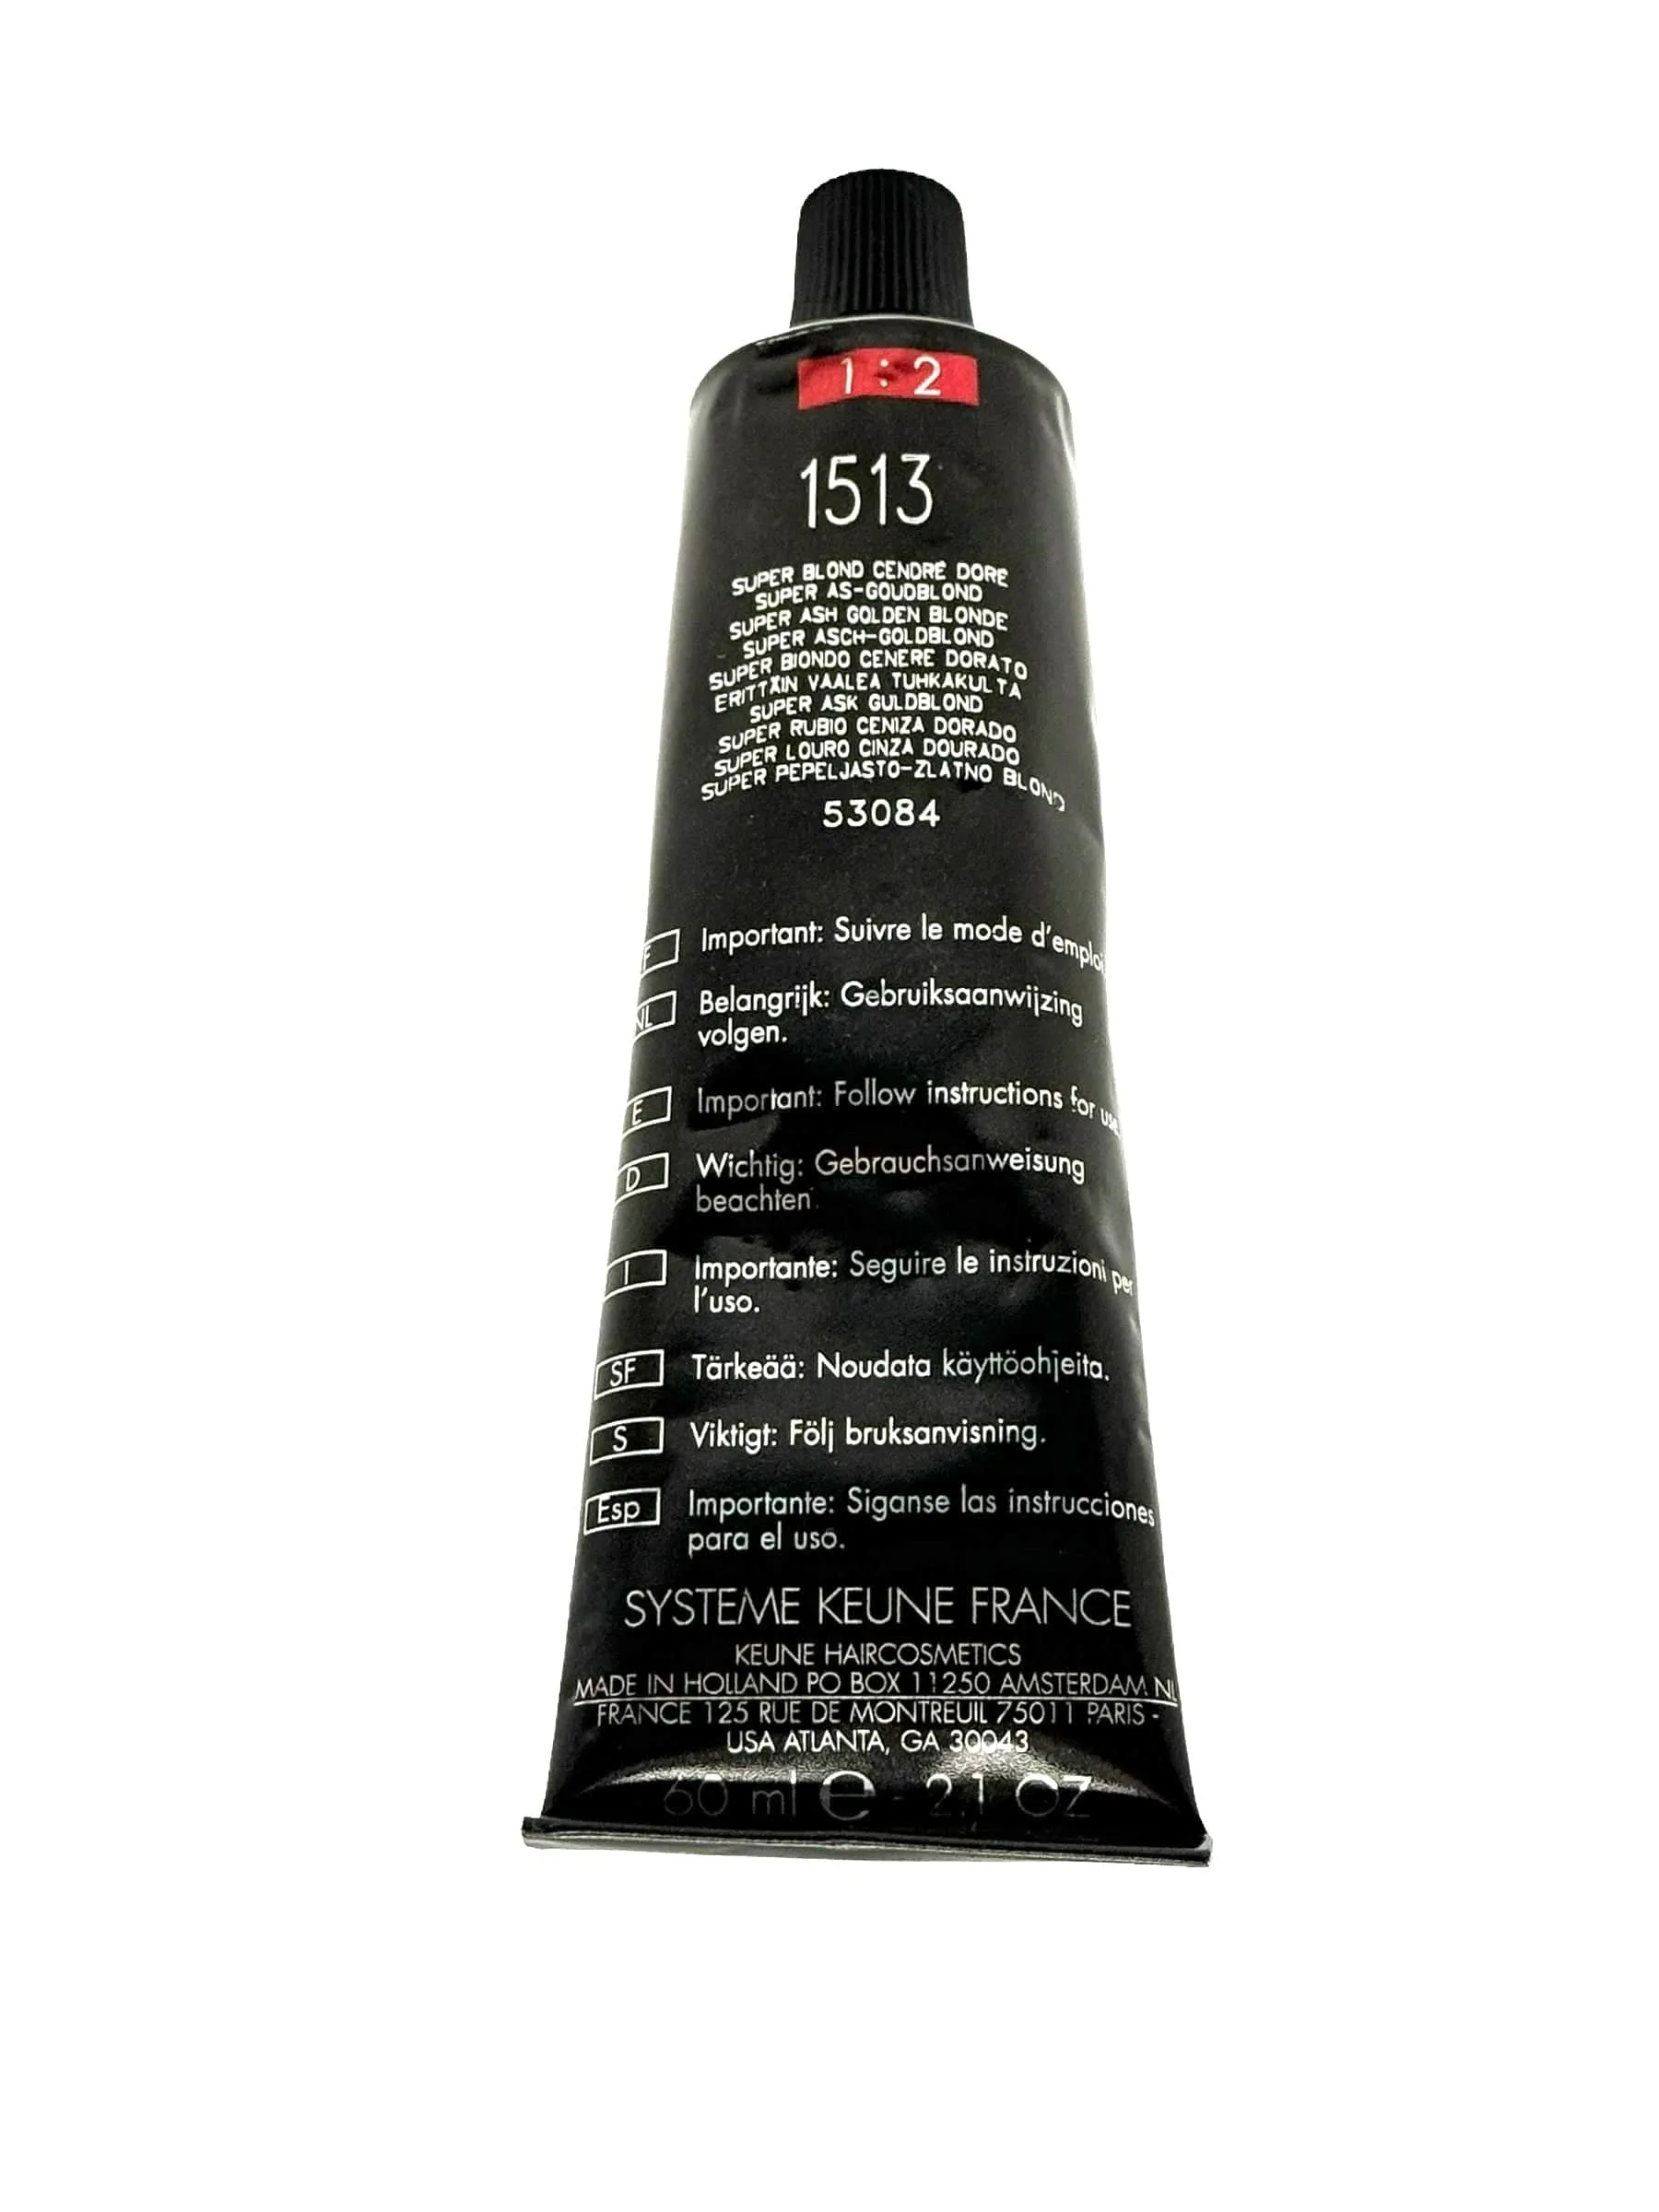 1:2
1513
SUPER BLOND CENDRÉ DORÉ
SUPER AS-GOUDBLOND
SUPER ASH GOLDEN BLONDE
SUPER ASCH-GOLDBLOND
SUPER BIONDO CENERE DORATO
ERITTÄIN VAALEA TUHKAKULTA
SUPER ASK GULDBLOND
SUPER RUBIO CENIZA DORADO
SUPER LOURO CINZA DOURADO
SUPER PEPELJASTO-ZLATNO BLOND
53084
F Important: Suivre le mode d'emploi
NL Belangrijk: Gebruiksaanwijzing
volgen.
E Important: Follow instructions for use
D Wichtig: Gebrauchsanweisung
beachten.
I Importante: Seguire le instruzioni per
l'uso.
SF Tärkeää: Noudata käyttöohjeita.
S Viktigt: Följ bruksanvisning.
Esp Importante: Siganse las instrucciones
para el uso.
SYSTEME KEUNE FRANCE
KEUNE HAIRCOSMETICS
MADE IN HOLLAND PO BOX 11250 AMSTERDAM NL
FRANCE 125 RUE DE MONTREUIL 75011 PARIS -
USA ATLANTA, GA 30043
60 ml e - 2.1 OZ